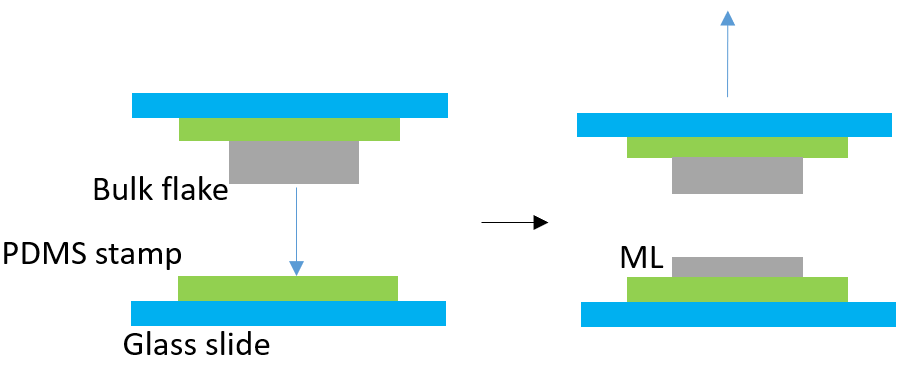 Bulk flake
PDMS stamp
ML
Glass slide